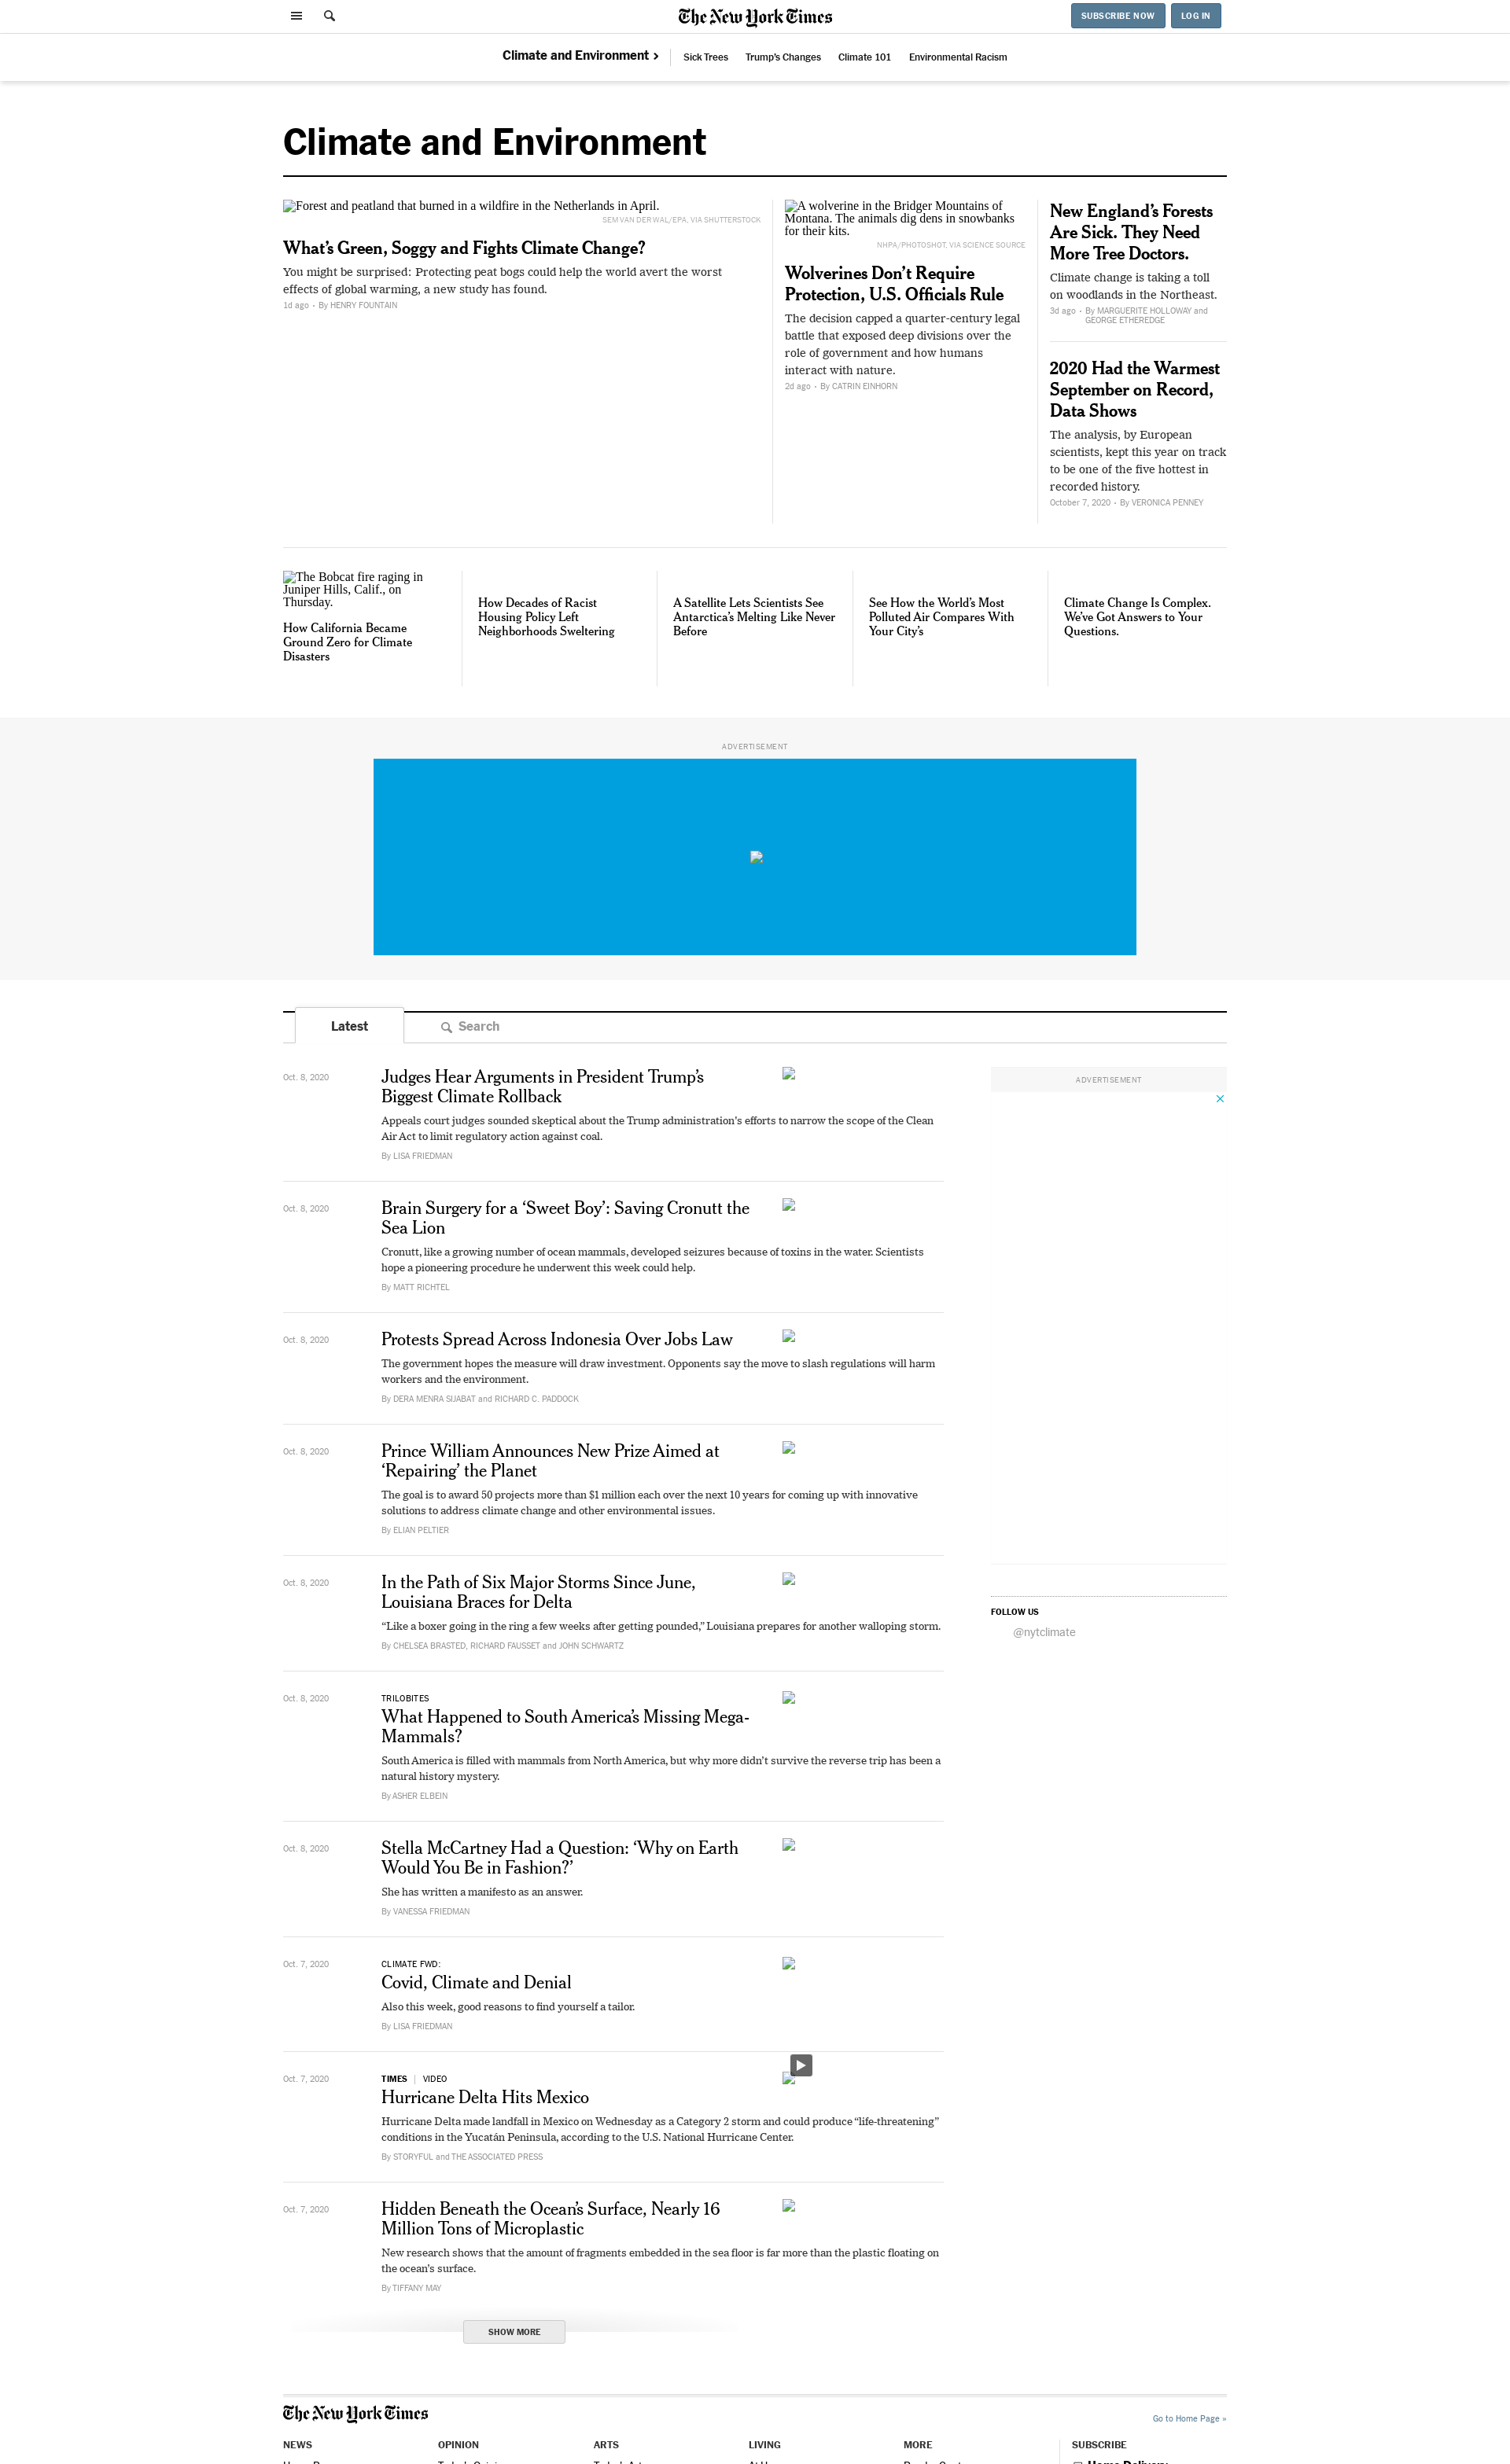 The New York Times
SUBSCRIBE NOW
LOG IN
Climate and Environment ›
Sick Trees
Trump's Changes
Climate 101
Environmental Racism
Climate and Environment
Forest and peatland that burned in a wildfire in the Netherlands in April.
SEM VAN DER WAL/EPA, VIA SHUTTERSTOCK
What's Green, Soggy and Fights Climate Change?
You might be surprised: Protecting peat bogs could help the world avert the worst
effects of global warming, a new study has found.
1d ago • By HENRY FOUNTAIN
A wolverine in the Bridger Mountains of
Montana. The animals dig dens in snowbanks
for their kits.
NHPA/PHOTOSHOT, VIA SCIENCE SOURCE
Wolverines Don't Require
Protection, U.S. Officials Rule
The decision capped a quarter-century legal
battle that exposed deep divisions over the
role of government and how humans
interact with nature.
2d ago • By CATRIN EINHORN
New England's Forests
Are Sick. They Need
More Tree Doctors.
Climate change is taking a toll
on woodlands in the Northeast.
3d ago • By MARGUERITE HOLLOWAY and
GEORGE ETHEREDGE
2020 Had the Warmest
September on Record,
Data Shows
The analysis, by European
scientists, kept this year on track
to be one of the five hottest in
recorded history.
October 7, 2020 • By VERONICA PENNEY
The Bobcat fire raging in
Juniper Hills, Calif., on
Thursday.
How California Became
Ground Zero for Climate
Disasters
How Decades of Racist
Housing Policy Left
Neighborhoods Sweltering
A Satellite Lets Scientists See
Antarctica's Melting Like Never
Before
See How the World's Most
Polluted Air Compares With
Your City's
Climate Change Is Complex.
We've Got Answers to Your
Questions.
ADVERTISEMENT
Latest
Search
ADVERTISEMENT
Oct. 8, 2020
Judges Hear Arguments in President Trump's
Biggest Climate Rollback
Appeals court judges sounded skeptical about the Trump administration's efforts to narrow the scope of the Clean
Air Act to limit regulatory action against coal.
By LISA FRIEDMAN
Oct. 8, 2020
Brain Surgery for a 'Sweet Boy': Saving Cronutt the
Sea Lion
Cronutt, like a growing number of ocean mammals, developed seizures because of toxins in the water. Scientists
hope a pioneering procedure he underwent this week could help.
By MATT RICHTEL
Oct. 8, 2020
Protests Spread Across Indonesia Over Jobs Law
The government hopes the measure will draw investment. Opponents say the move to slash regulations will harm
workers and the environment.
By DERA MENRA SIJABAT and RICHARD C. PADDOCK
Oct. 8, 2020
Prince William Announces New Prize Aimed at
'Repairing' the Planet
The goal is to award 50 projects more than $1 million each over the next 10 years for coming up with innovative
solutions to address climate change and other environmental issues.
By ELIAN PELTIER
Oct. 8, 2020
In the Path of Six Major Storms Since June,
Louisiana Braces for Delta
"Like a boxer going in the ring a few weeks after getting pounded," Louisiana prepares for another walloping storm.
By CHELSEA BRASTED, RICHARD FAUSSET and JOHN SCHWARTZ
FOLLOW US
@nytclimate
Oct. 8, 2020
TRILOBITES
What Happened to South America's Missing Mega-
Mammals?
South America is filled with mammals from North America, but why more didn't survive the reverse trip has been a
natural history mystery.
By ASHER ELBEIN
Oct. 8, 2020
Stella McCartney Had a Question: 'Why on Earth
Would You Be in Fashion?'
She has written a manifesto as an answer.
By VANESSA FRIEDMAN
Oct. 7, 2020
CLIMATE FWD:
Covid, Climate and Denial
Also this week, good reasons to find yourself a tailor.
By LISA FRIEDMAN
Oct. 7, 2020
TIMES | VIDEO
Hurricane Delta Hits Mexico
Hurricane Delta made landfall in Mexico on Wednesday as a Category 2 storm and could produce "life-threatening"
conditions in the Yucatán Peninsula, according to the U.S. National Hurricane Center.
By STORYFUL and THE ASSOCIATED PRESS
Oct. 7, 2020
Hidden Beneath the Ocean's Surface, Nearly 16
Million Tons of Microplastic
New research shows that the amount of fragments embedded in the sea floor is far more than the plastic floating on
the ocean's surface.
By TIFFANY MAY
SHOW MORE
The New York Times
Go to Home Page »
NEWS
OPINION
ARTS
LIVING
MORE
SUBSCRIBE